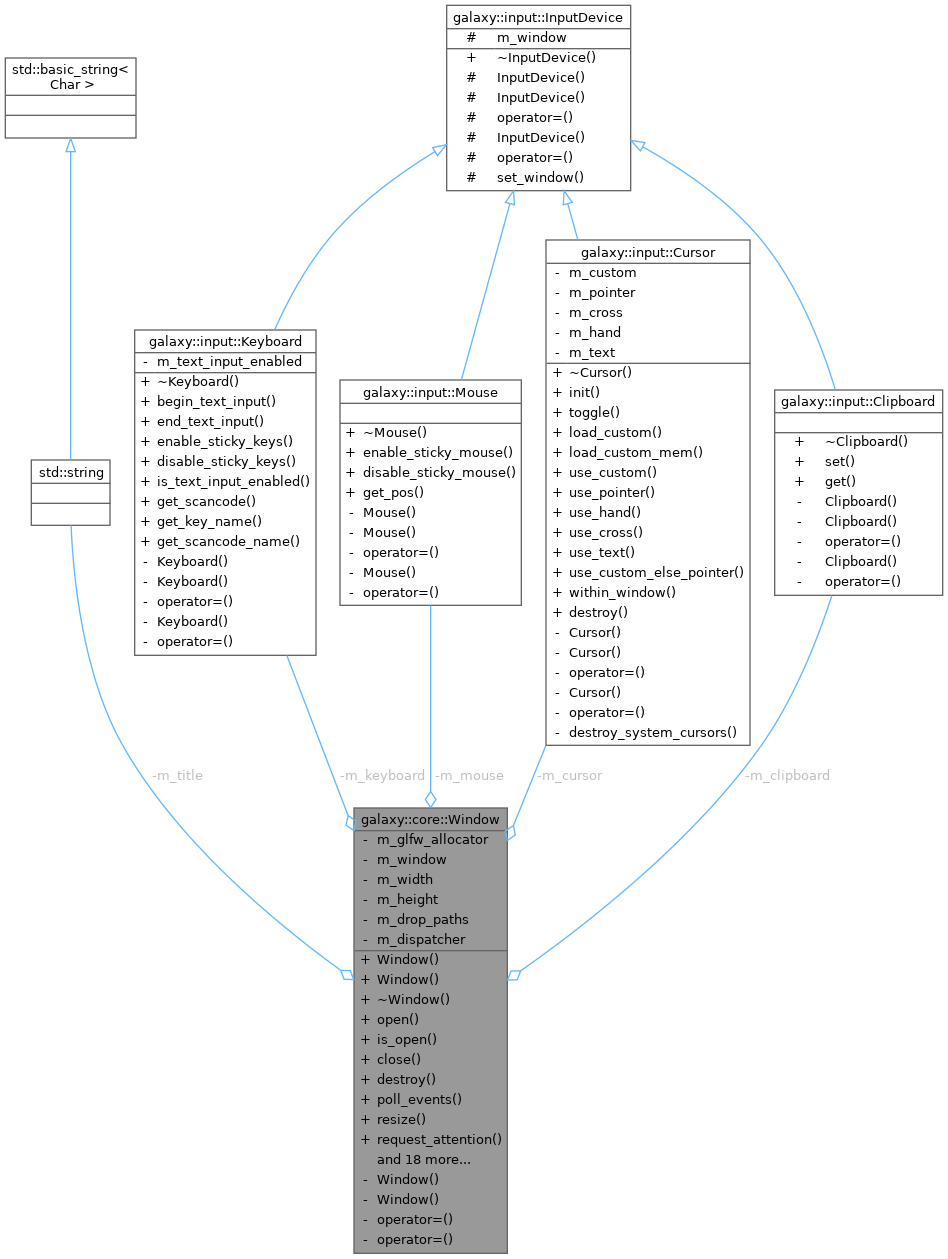 galaxy::input::InputDevice
# m_window
+ ~InputDevice()
# InputDevice()
# InputDevice()
# operator=()
# InputDevice()
# operator=()
# set_window()
std::basic_string<
Char >
galaxy::input::Cursor
- m_custom
- m_pointer
- m_cross
- m_hand
- m_text
+ ~Cursor()
+ init()
+ toggle()
+ load_custom()
+ load_custom_mem()
+ use_custom()
+ use_pointer()
+ use_hand()
+ use_cross()
+ use_text()
+ use_custom_else_pointer()
+ within_window()
+ destroy()
- Cursor()
- Cursor()
- operator=()
- Cursor()
- operator=()
- destroy_system_cursors()
galaxy::input::Keyboard
- m_text_input_enabled
+ ~Keyboard()
+ begin_text_input()
+ end_text_input()
+ enable_sticky_keys()
+ disable_sticky_keys()
+ is_text_input_enabled()
+ get_scancode()
+ get_key_name()
+ get_scancode_name()
- Keyboard()
- Keyboard()
- operator=()
- Keyboard()
- operator=()
galaxy::input::Mouse
+ ~Mouse()
+ enable_sticky_mouse()
+ disable_sticky_mouse()
+ get_pos()
- Mouse()
- Mouse()
- operator=()
- Mouse()
- operator=()
galaxy::input::Clipboard
+ ~Clipboard()
+ set()
+ get()
- Clipboard()
- Clipboard()
- operator=()
- Clipboard()
- operator=()
std::string
-m_title
-m_keyboard
-m_mouse
-m_cursor
-m_clipboard
galaxy::core::Window
- m_glfw_allocator
- m_window
- m_width
- m_height
- m_drop_paths
- m_dispatcher
+ Window()
+ Window()
+ ~Window()
+ open()
+ is_open()
+ close()
+ destroy()
+ poll_events()
+ resize()
+ request_attention()
and 18 more...
- Window()
- Window()
- operator=()
- operator=()